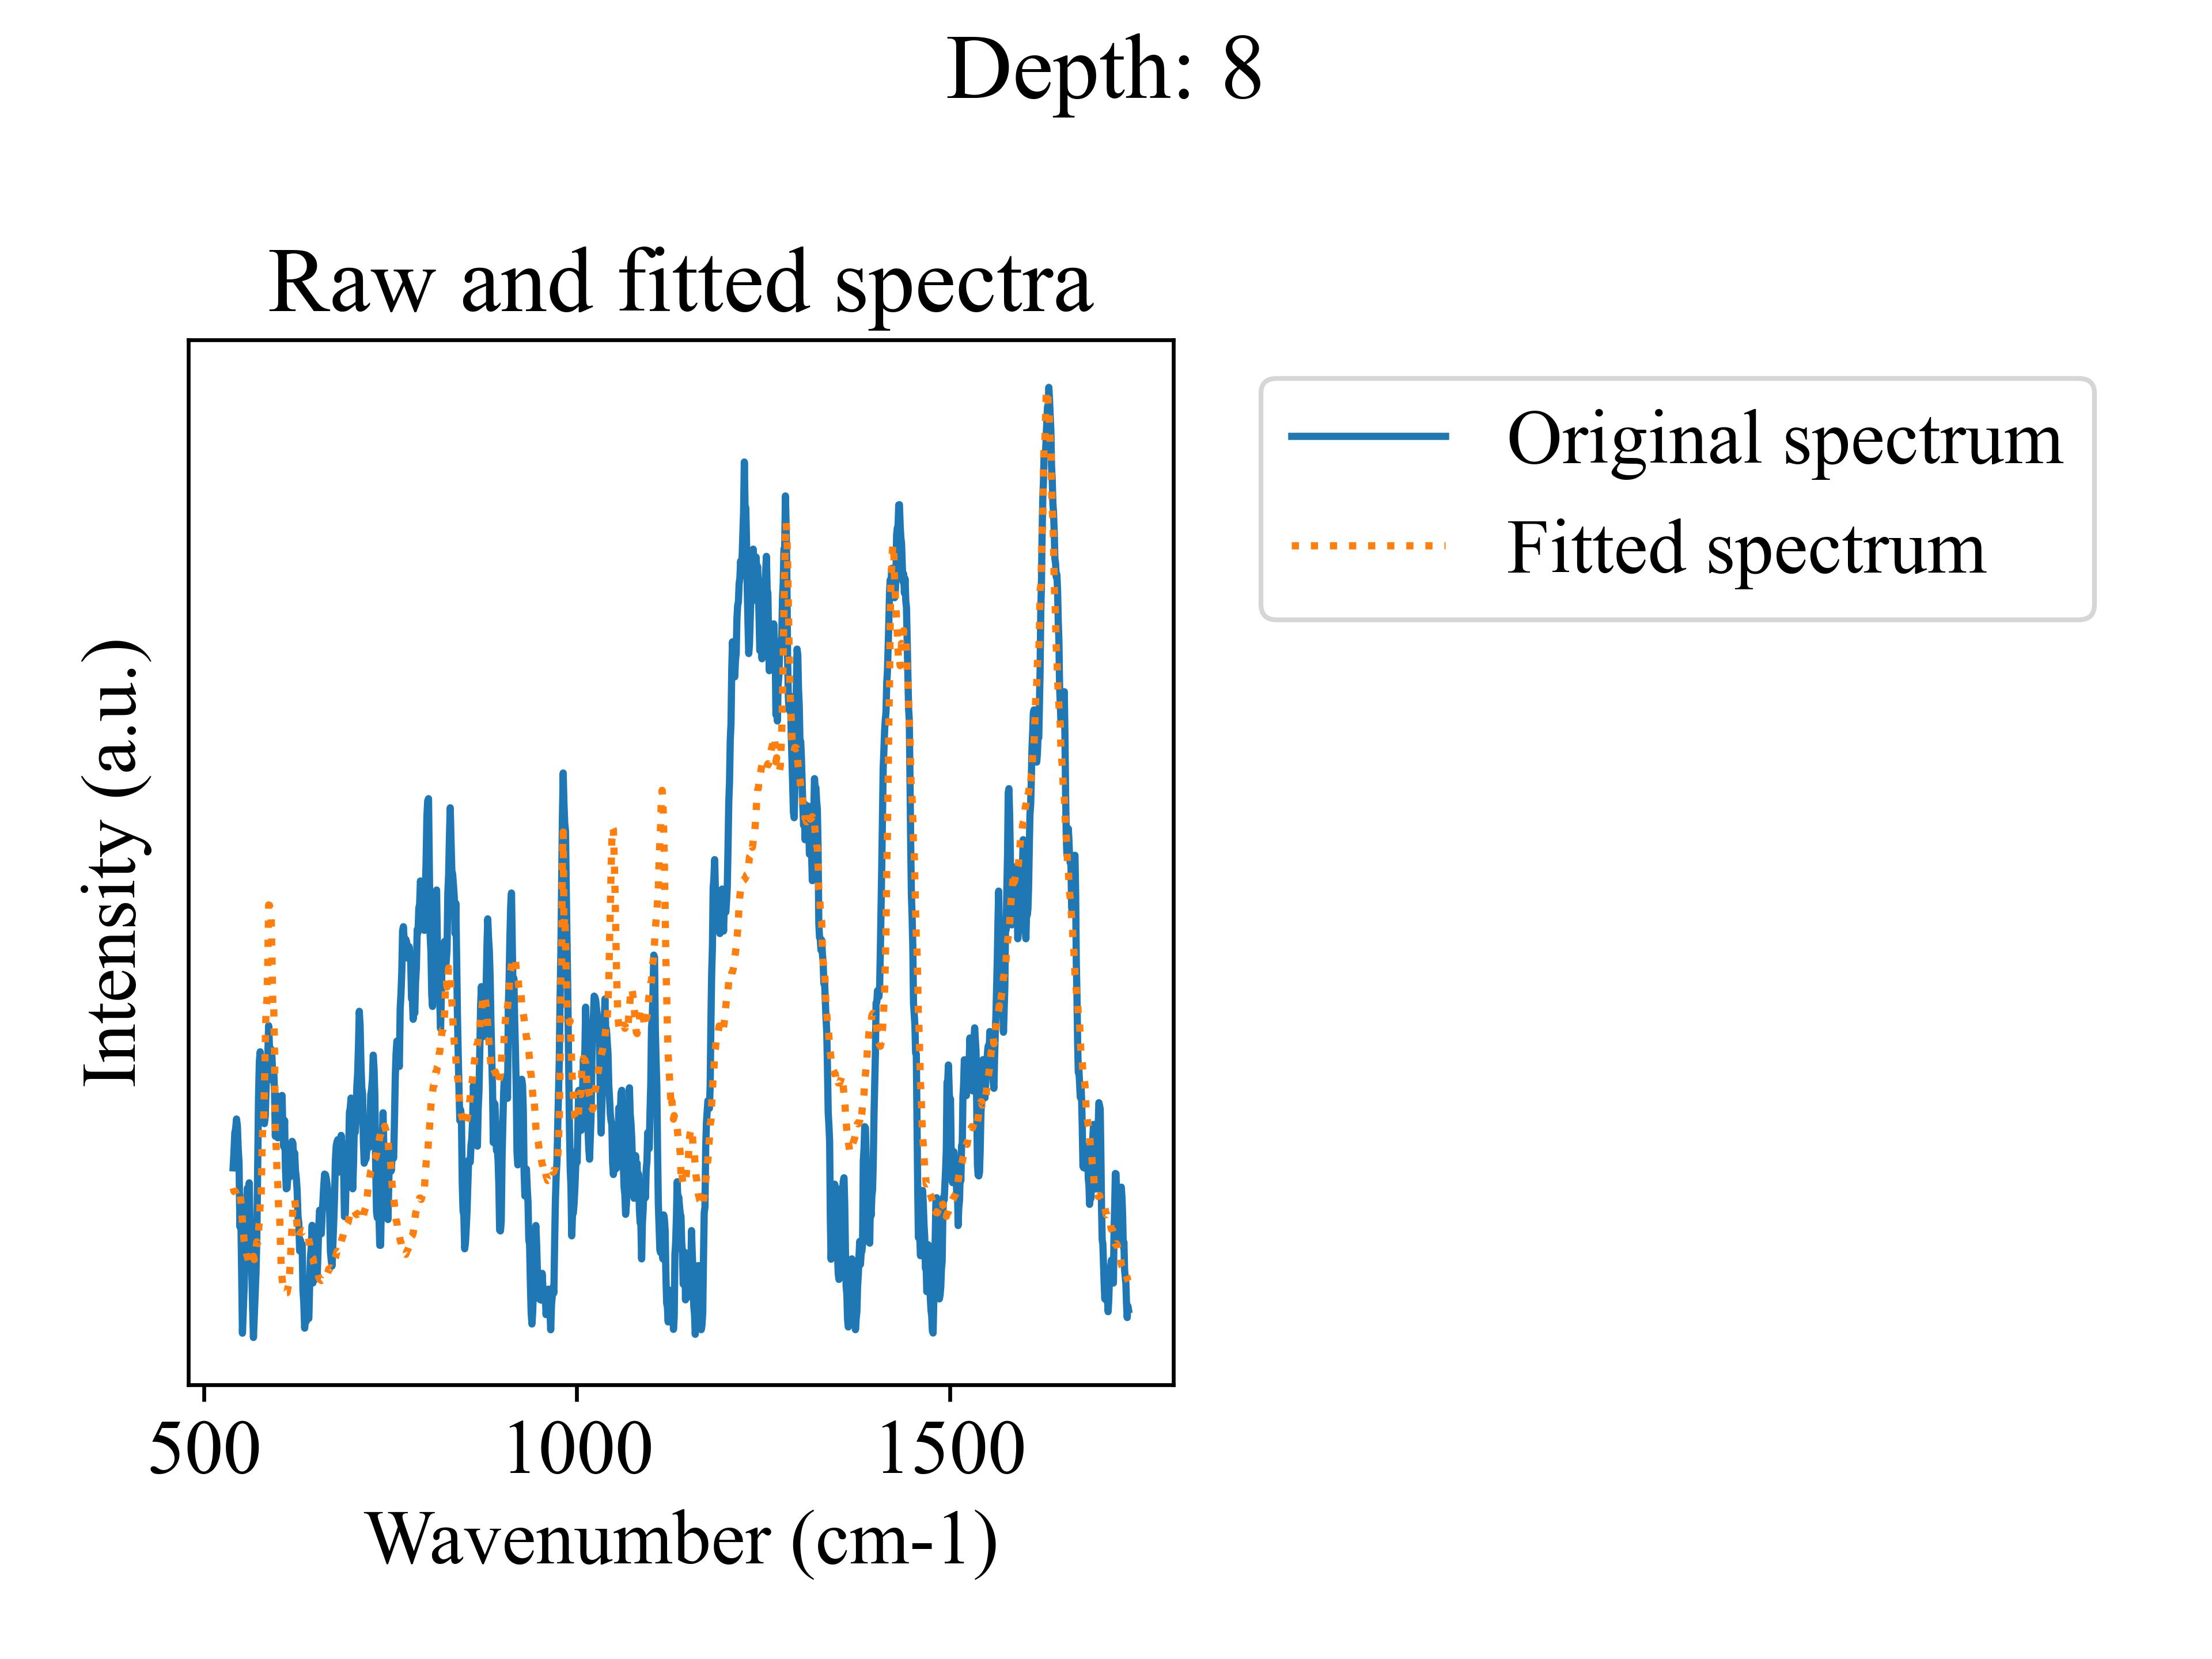 Depth: 8
Raw and fitted spectra
Original spectrum
Fitted spectrum
Intensity (a.u.)
500 1000 1500
Wavenumber (cm-1)